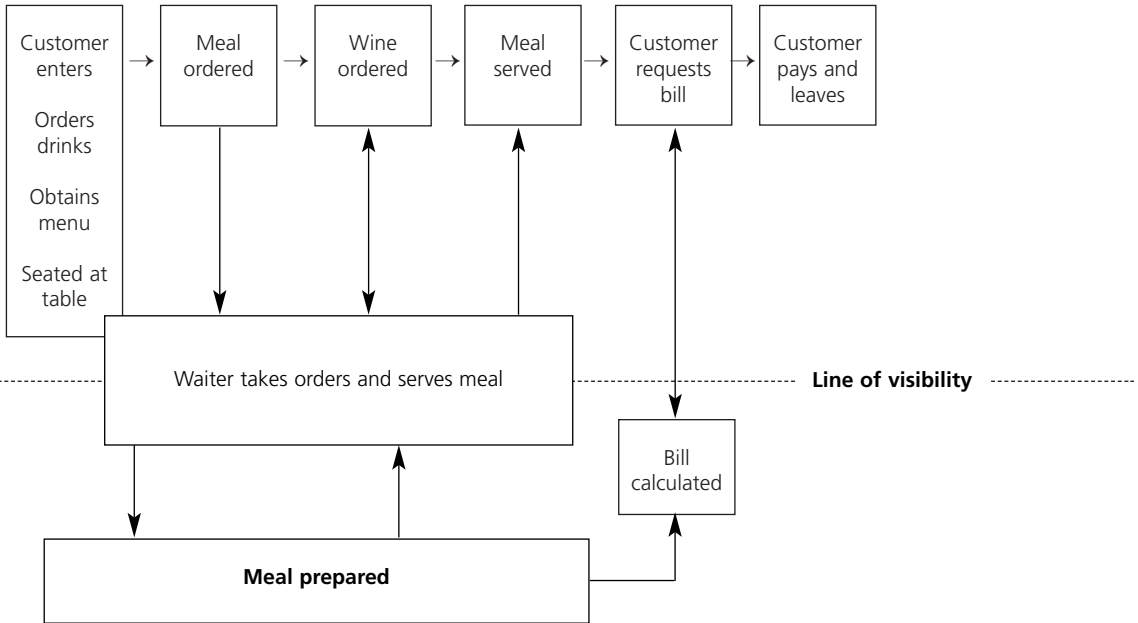 Customer
enters
Orders
drinks
Obtains
menu
Seated at
table
Meal
ordered
Wine
ordered
Meal
served
Customer
requests
bill
Customer
pays and
leaves
Waiter takes orders and serves meal
Line of visibility
Bill
calculated
Meal prepared